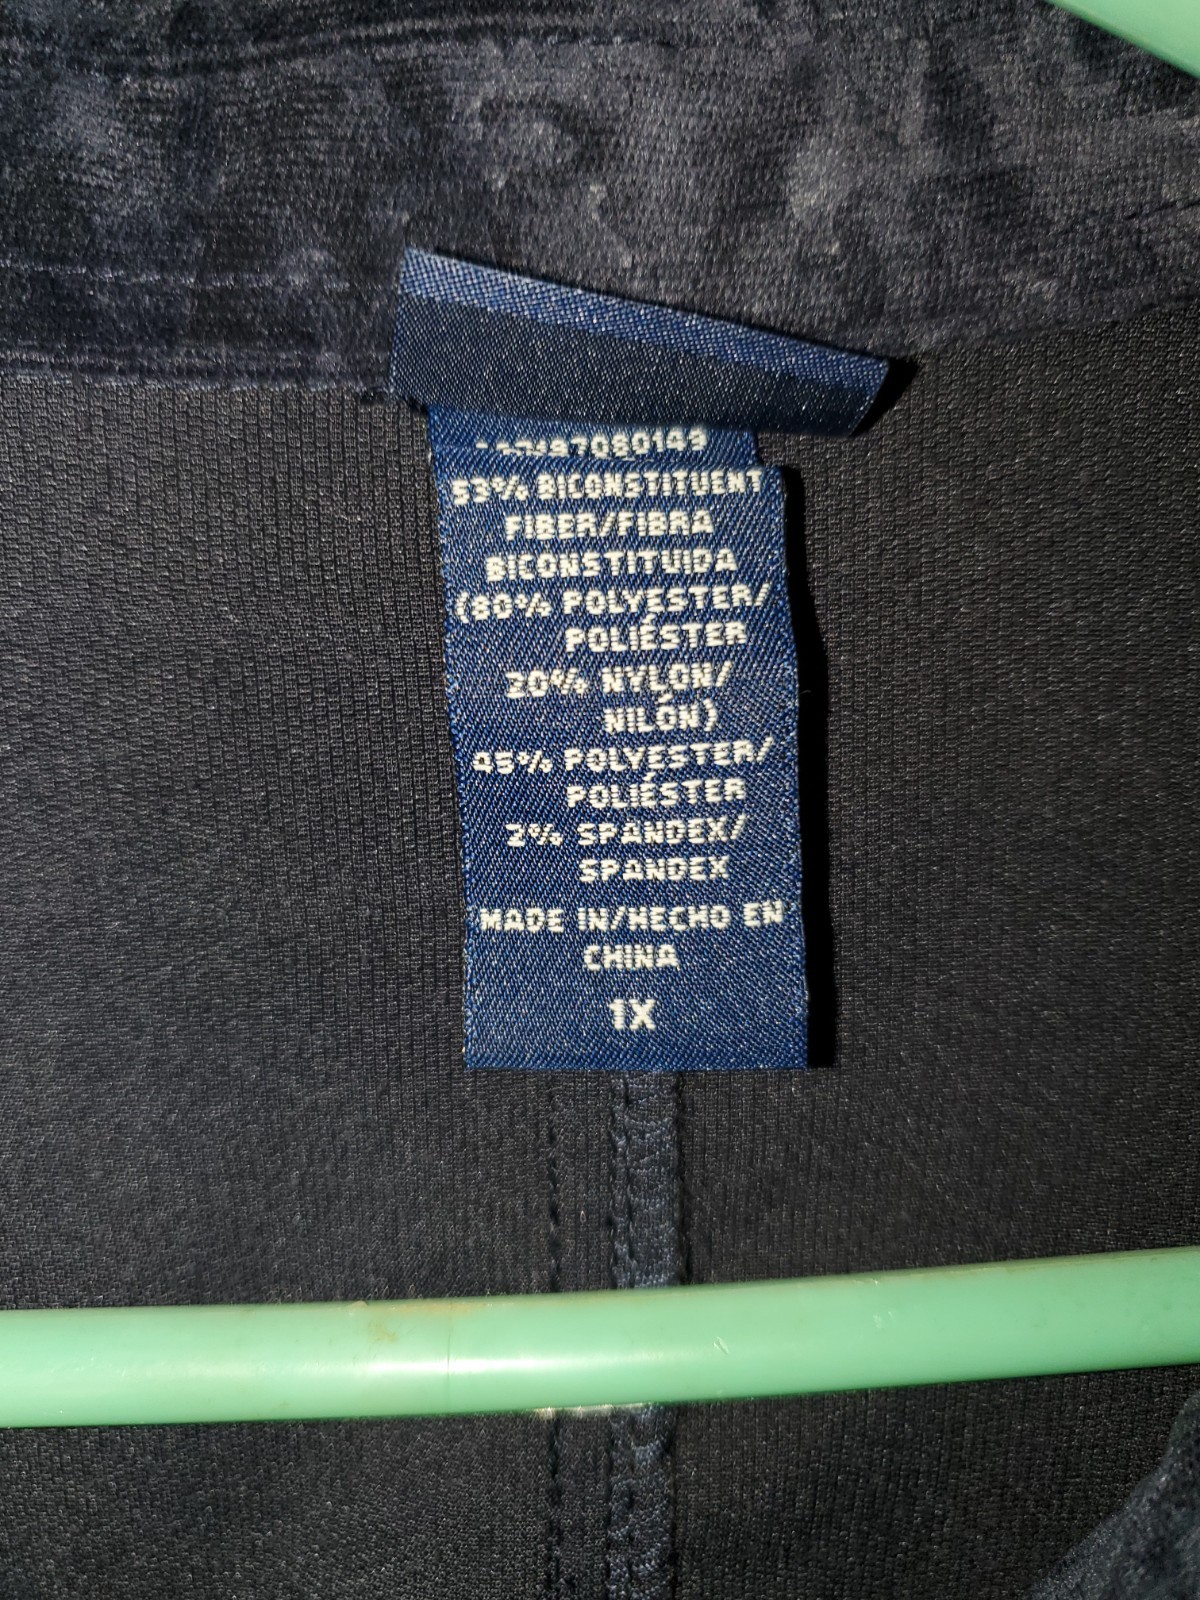 53% BICONSTITUENT
FIBER/FIBRA
BICONSTITUIDA
(80% POLYESTER/
POLIÉSTER
20% NYLON/
NILÓN)
45% POLYESTER/
POLIÉSTER
2% SPANDEX/
SPANDEX
MADE IN/HECHO EN
CHINA
1X